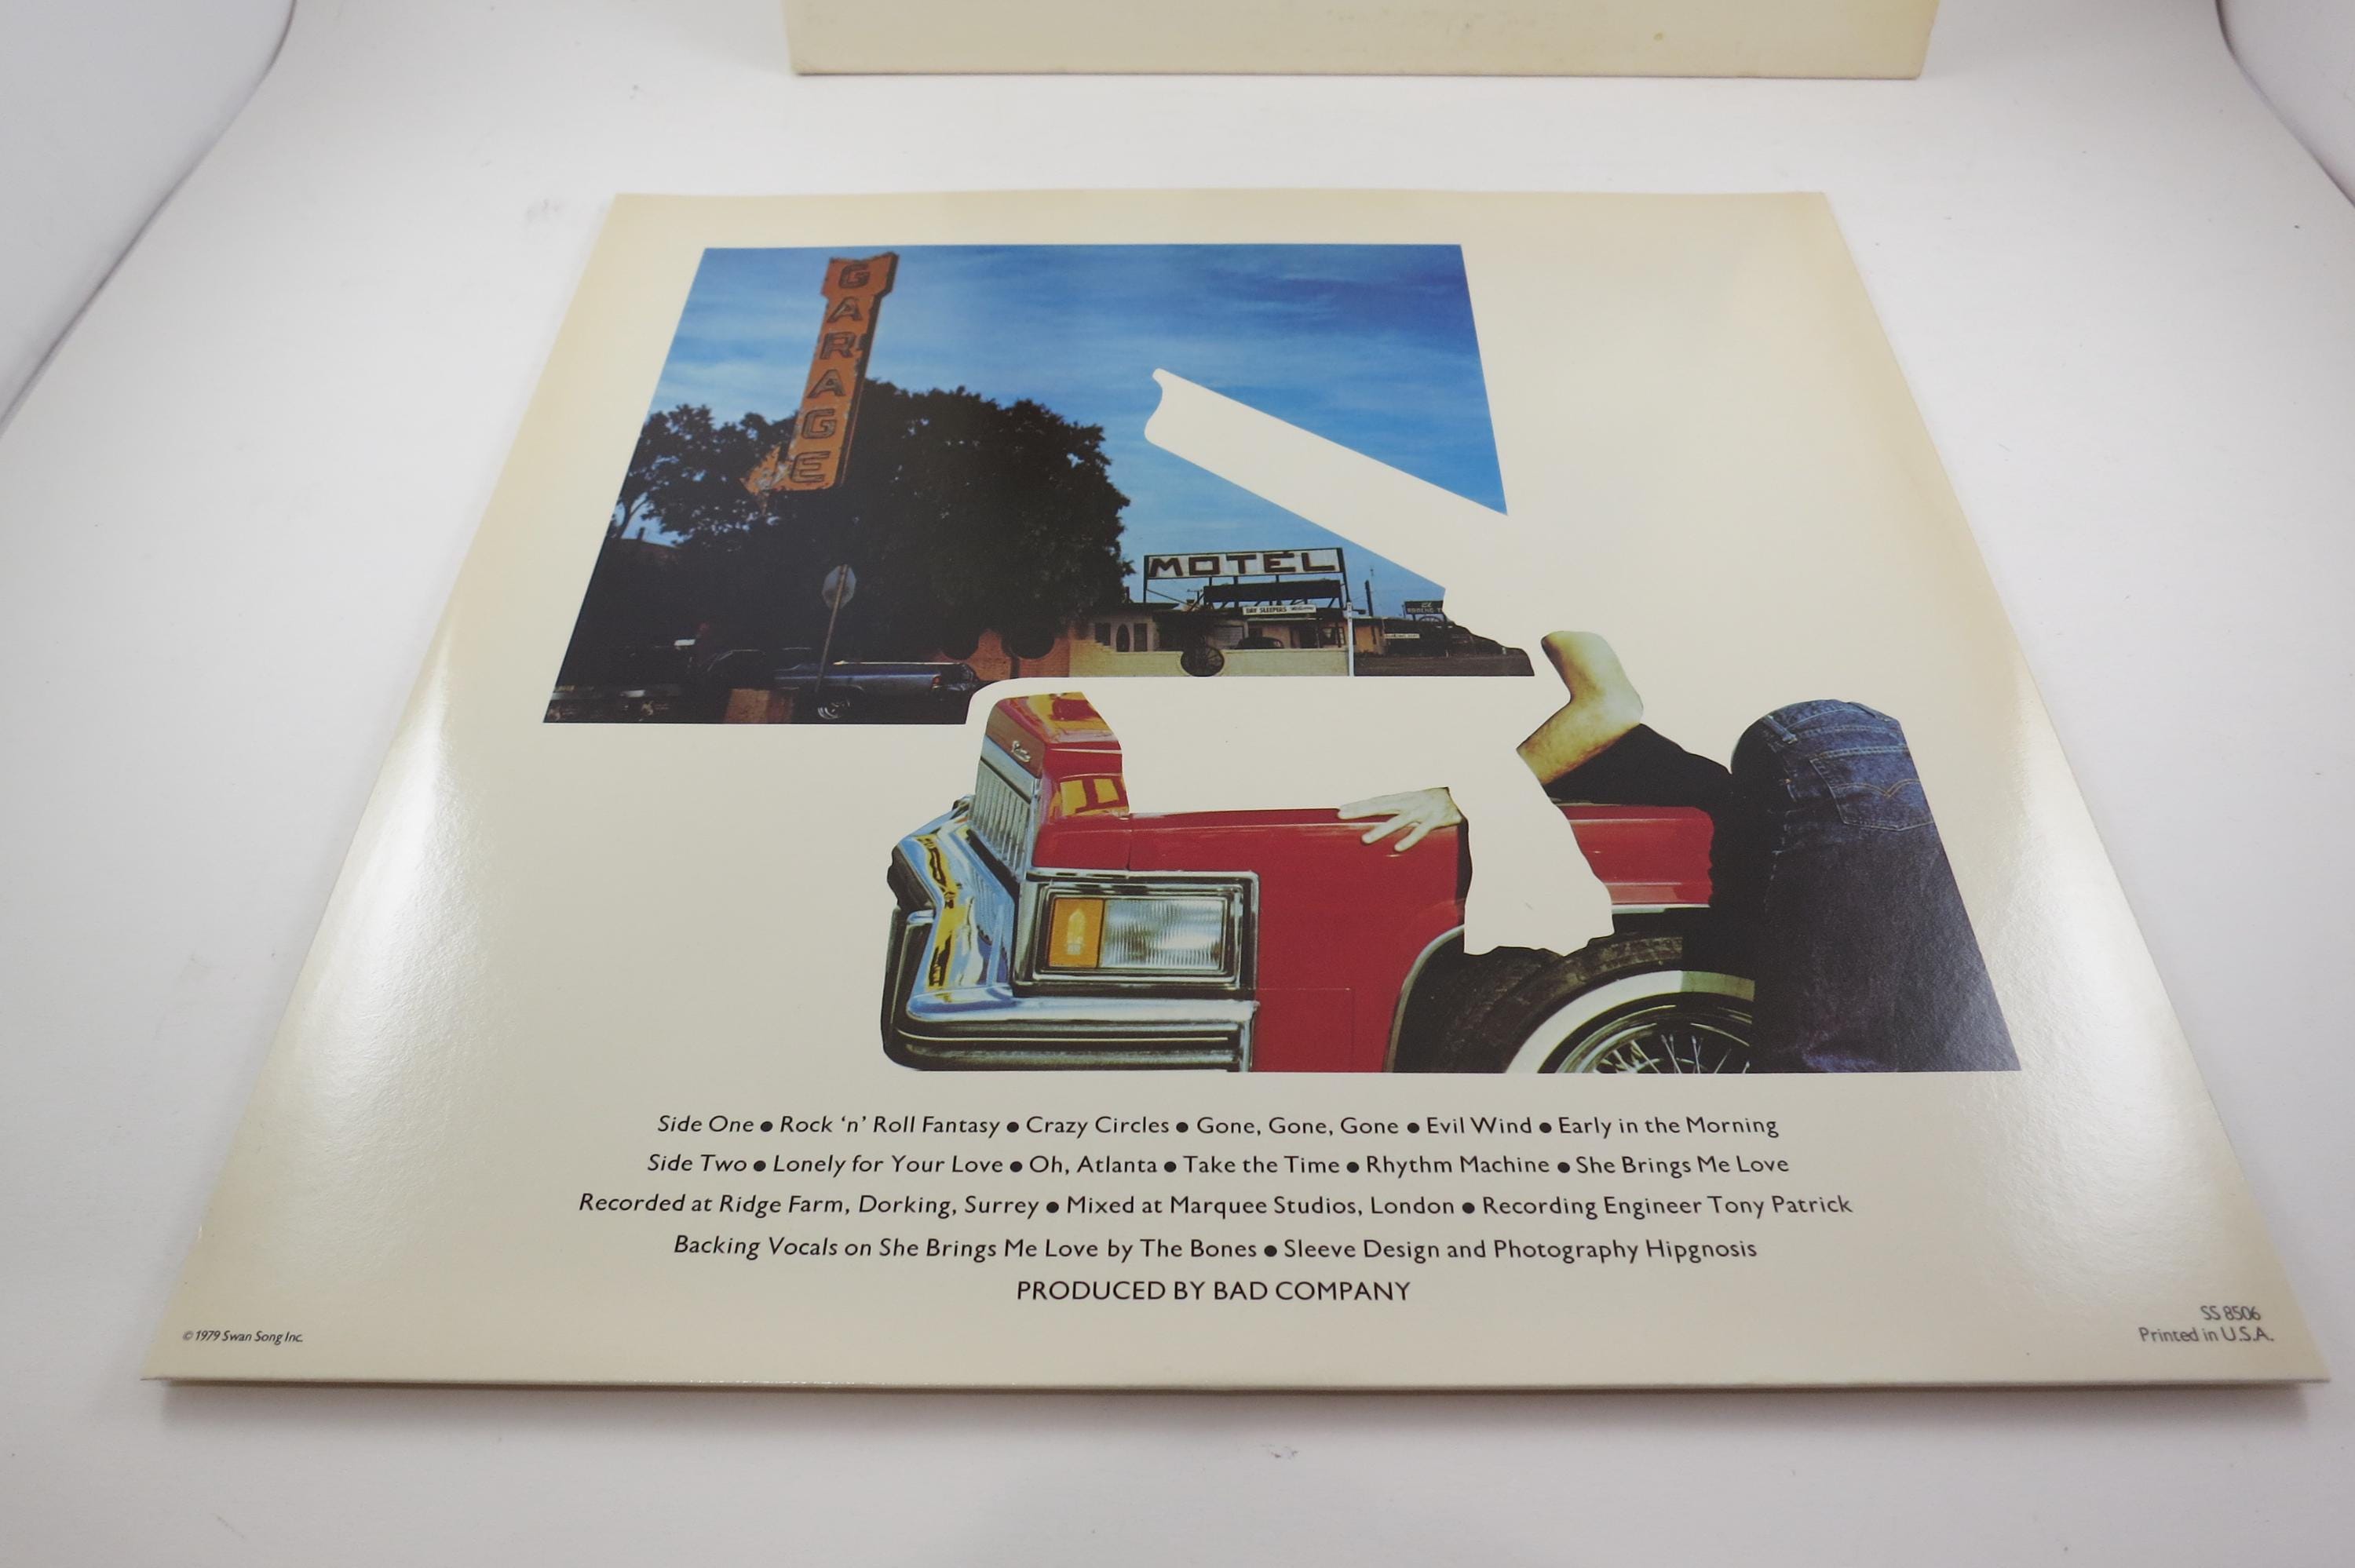 GARAGE
MOTEL
DAY SLEEPERS Welcome
Side One ● Rock ‘n’ Roll Fantasy ● Crazy Circles ● Gone, Gone, Gone ● Evil Wind ● Early in the Morning
Side Two ● Lonely for Your Love ● Oh, Atlanta ● Take the Time ● Rhythm Machine ● She Brings Me Love
Recorded at Ridge Farm, Dorking, Surrey ● Mixed at Marquee Studios, London ● Recording Engineer Tony Patrick
Backing Vocals on She Brings Me Love by The Bones ● Sleeve Design and Photography Hipgnosis
PRODUCED BY BAD COMPANY
© 1979 Swan Song Inc.
SS 8506
Printed in U.S.A.